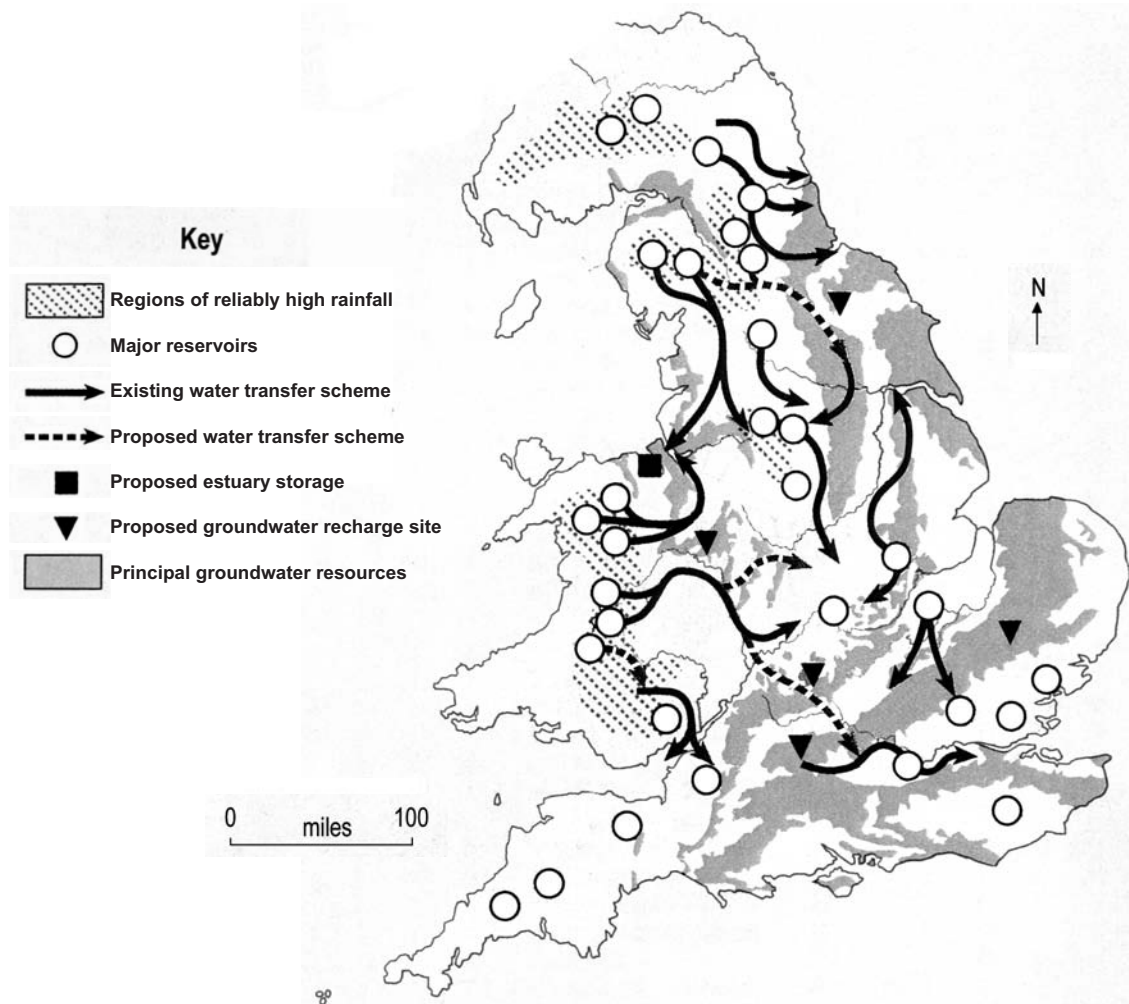 Key
Regions of reliably high rainfall
Major reservoirs
Existing water transfer scheme
Proposed water transfer scheme
Proposed estuary storage
Proposed groundwater recharge site
Principal groundwater resources
N
0 miles 100